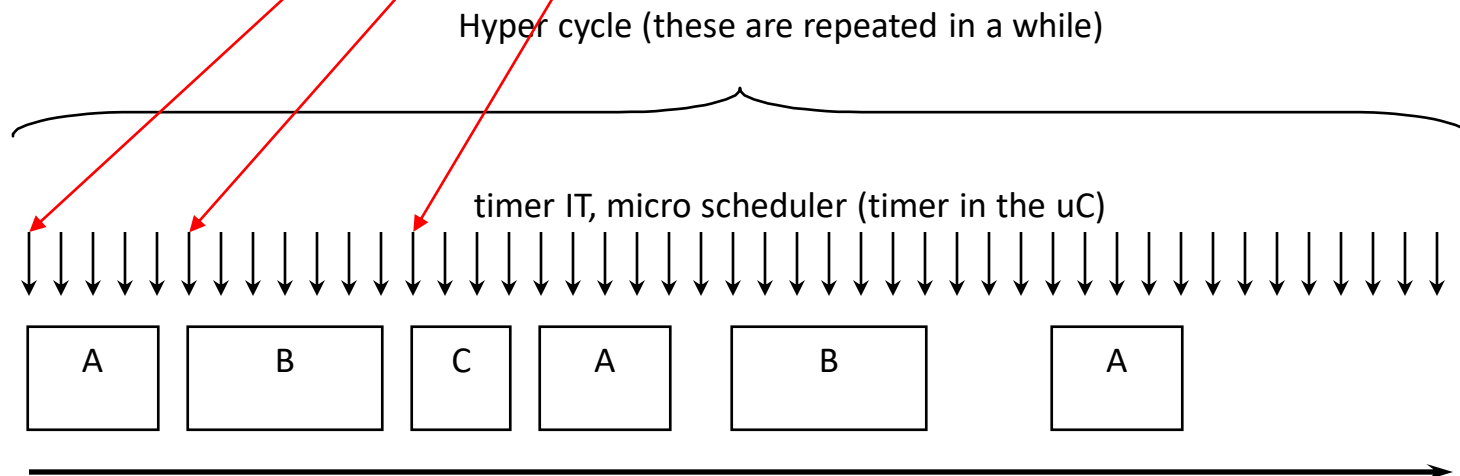 Hyper cycle (these are repeated in a while)
timer IT, micro scheduler (timer in the uC)
A B C A B A